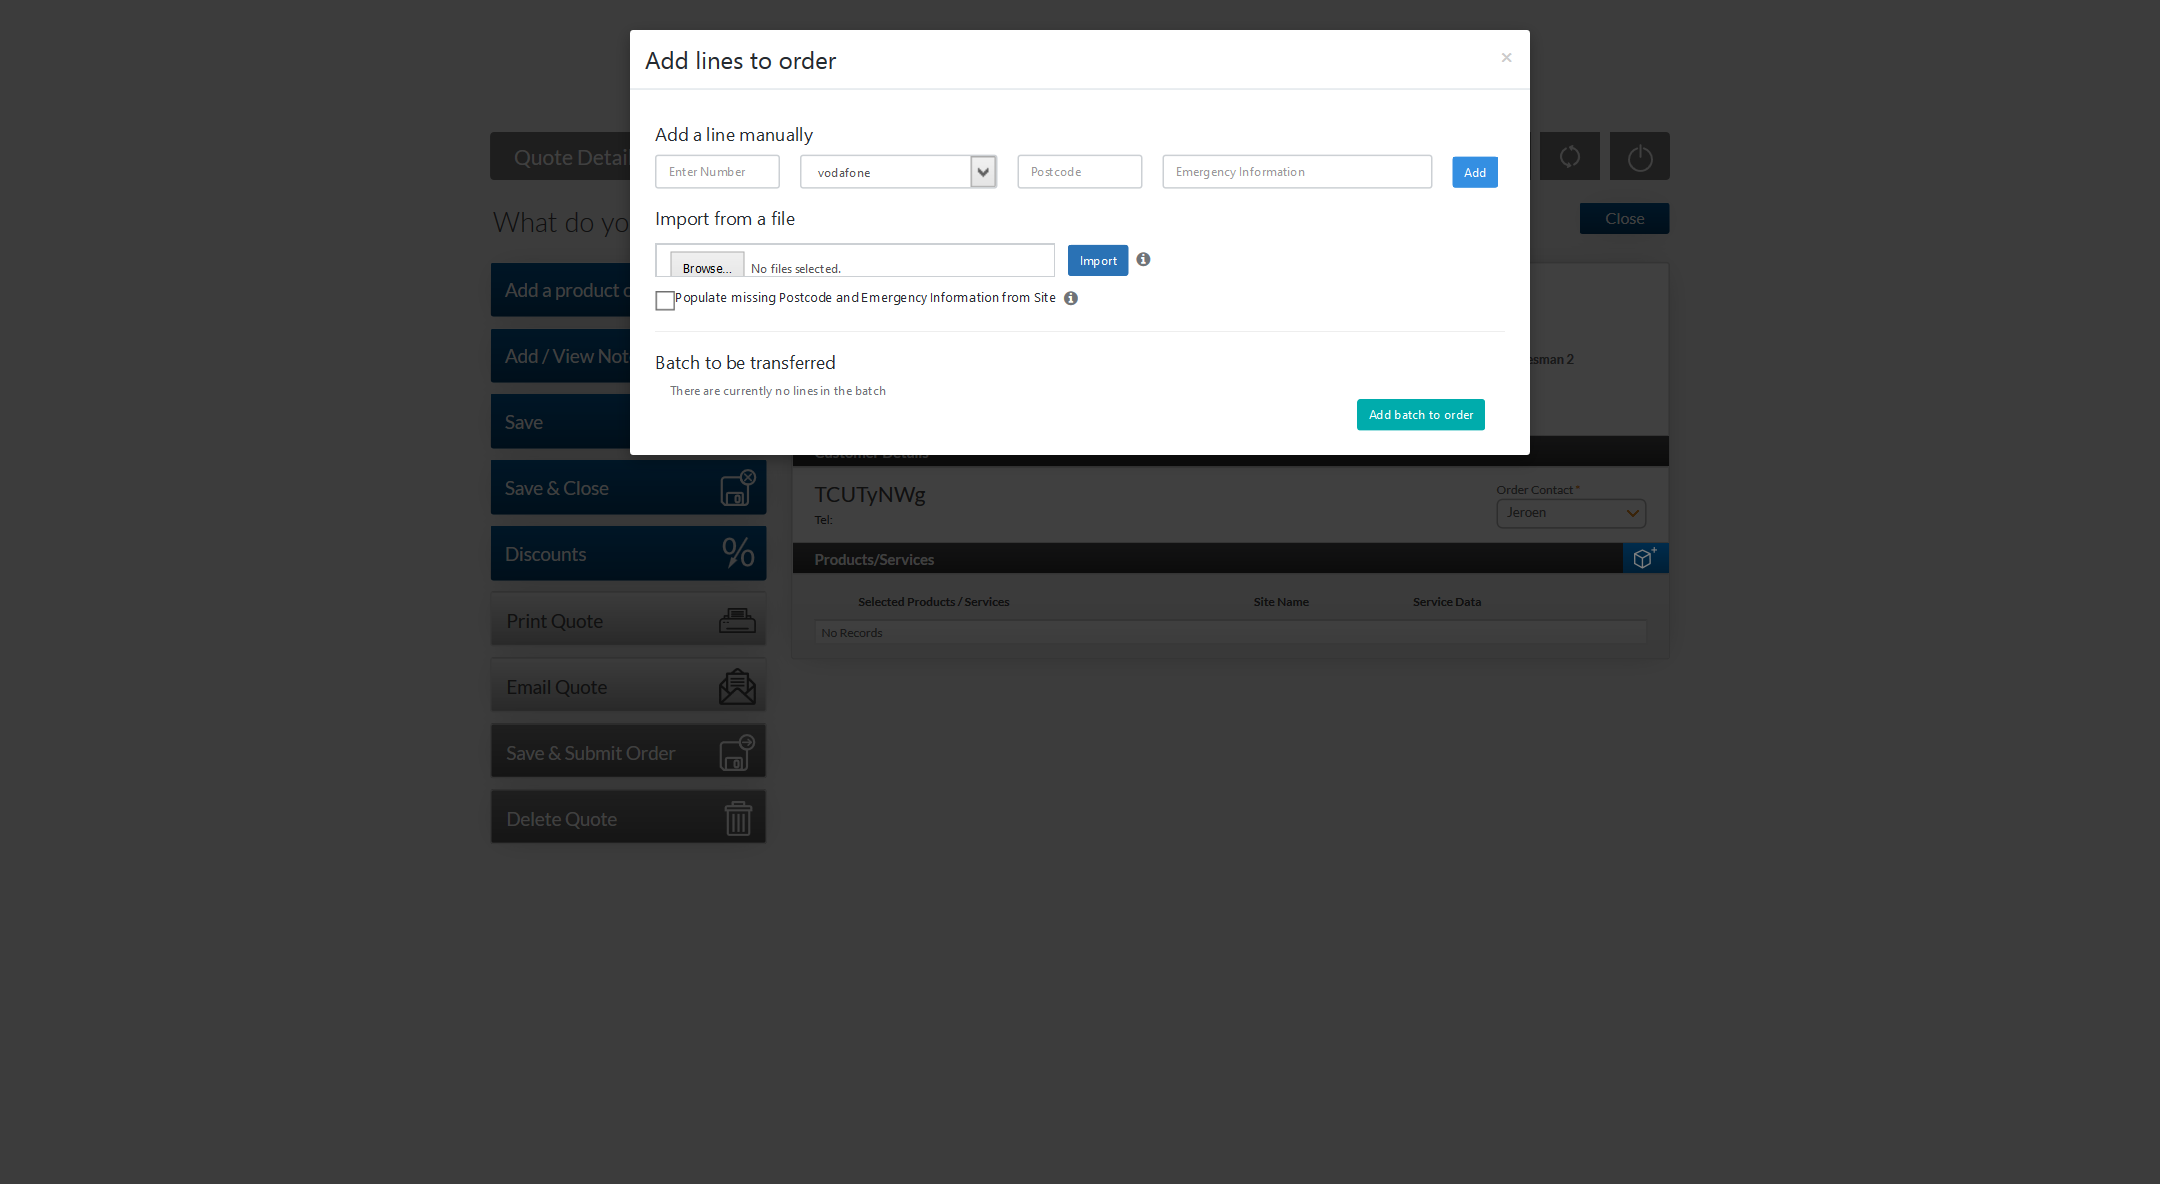 Add lines to order
×
Add a line manually
Enter Number
vodafone
Postcode
Emergency Information
Add
Import from a file
Browse...
No files selected.
Import
Populate missing Postcode and Emergency Information from Site
Batch to be transferred
There are currently no lines in the batch
Add batch to order
Quote Detai
What do yo
Close
Add a product
Add / View Not
Save
Save & Close
Discounts
Print Quote
Email Quote
Save & Submit Order
Delete Quote
esman 2
Customer Details
TCUTyNWg
Tel:
Order Contact *
Jeroen
Products/Services
Selected Products / Services
Site Name
Service Data
No Records